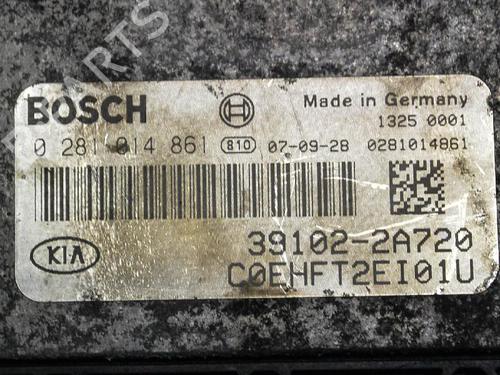 PARTS
BOSCH
Made in Germany
1325 0001
0 281 014 861 810 07-09-28 0281014861
39102-2A720
KIA
C0EHFT2EI01U